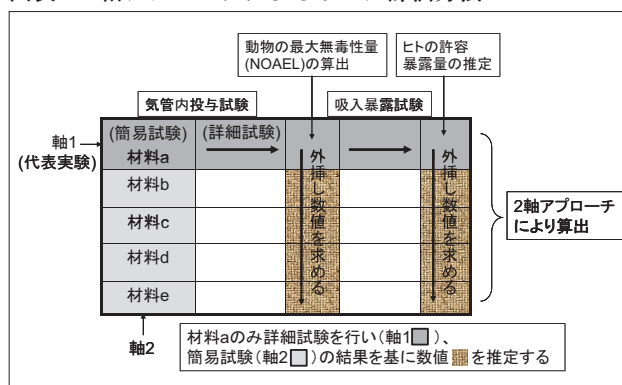 動物の最大無毒性量
(NOAEL)の算出
ヒトの許容
暴露量の推定
気管内投与試験
吸入暴露試験
軸1
(代表実験)
(簡易試験)
(詳細試験)
材料a
材料b
材料c
材料d
材料e
外挿し数値を求める
外挿し数値を求める
2軸アプローチ
により算出
軸2
材料aのみ詳細試験を行い(軸1)、
簡易試験(軸2)の結果を基に数値を推定する